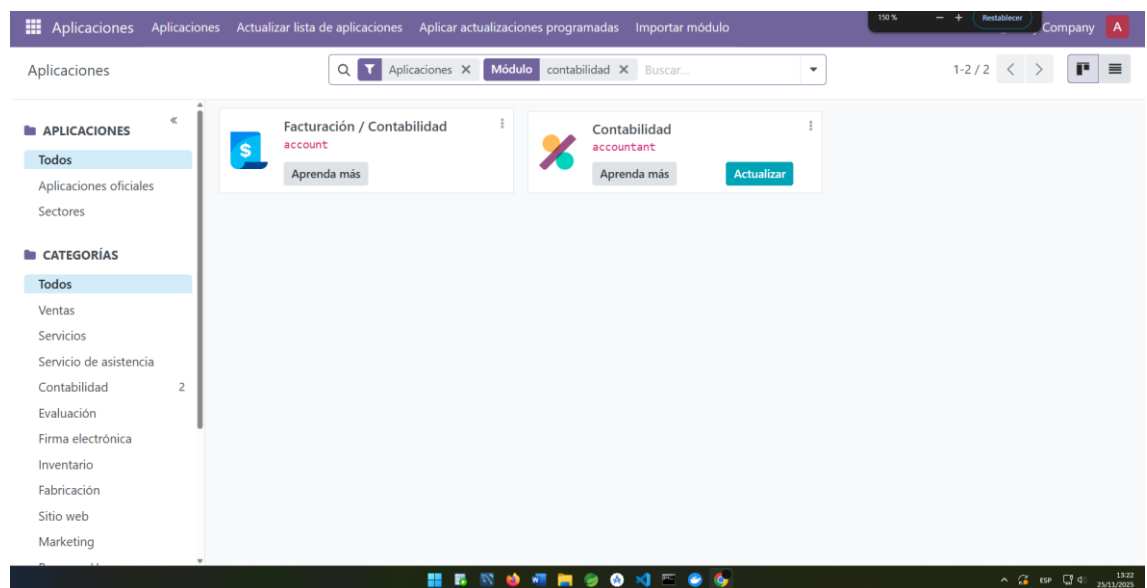 Aplicaciones Aplicaciones Actualizar lista de aplicaciones Aplicar actualizaciones programadas Importar módulo 150 % − + Restablecer Company A
Aplicaciones Aplicaciones × Módulo contabilidad × Buscar... 1-2 / 2
APLICACIONES
Todos
Aplicaciones oficiales
Sectores
CATEGORÍAS
Todos
Ventas
Servicios
Servicio de asistencia
Contabilidad 2
Evaluación
Firma electrónica
Inventario
Fabricación
Sitio web
Marketing
Facturación / Contabilidad
account
Aprenda más
Contabilidad
accountant
Aprenda más Actualizar
ESP 13:22
25/11/2025